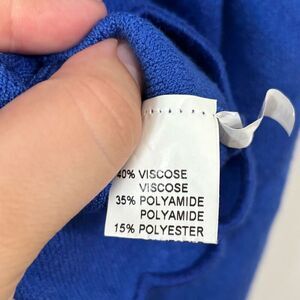 40% VISCOSE
VISCOSE
35% POLYAMIDE
POLYAMIDE
15% POLYESTER